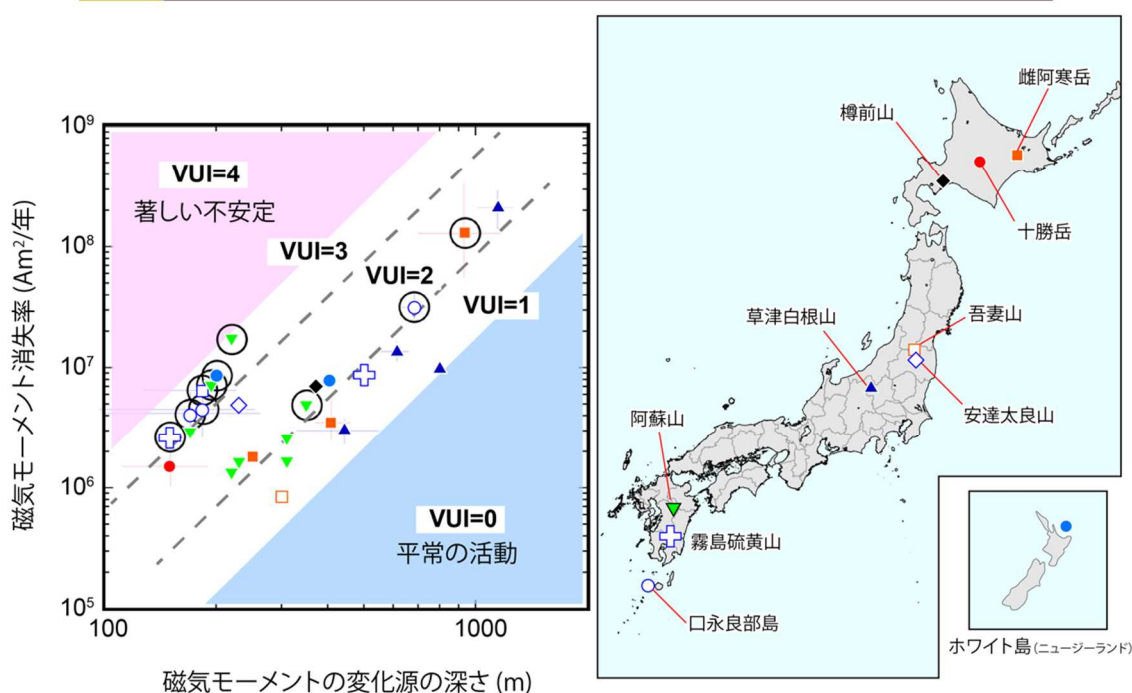 10⁹
10⁸
10⁷
10⁶
10⁵
100
1000
磁気モーメント消失率 (Am²/年)
磁気モーメントの変化源の深さ (m)
VUI=4
著しい不安定
VUI=3
VUI=2
VUI=1
VUI=0
平常の活動
雌阿寒岳
樽前山
十勝岳
草津白根山
吾妻山
安達太良山
阿蘇山
霧島硫黄山
口永良部島
ホワイト島(ニュージーランド)